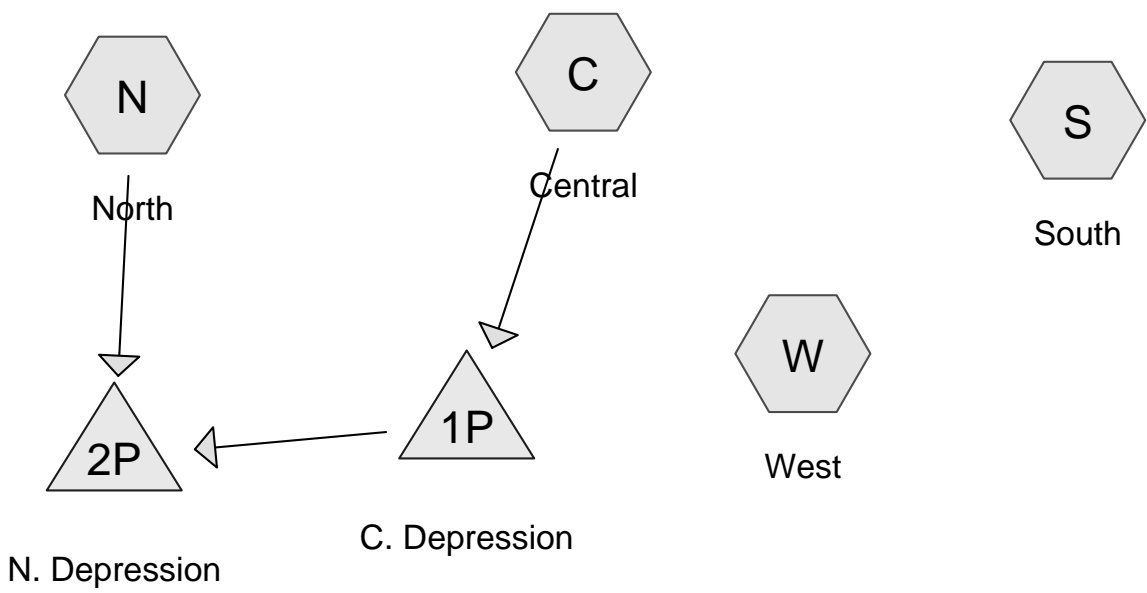 N
North
C
Central
S
South
W
West
1P
C. Depression
2P
N. Depression